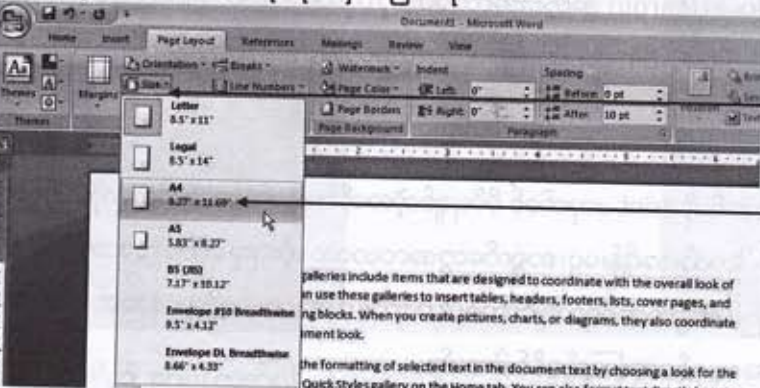 Document1 - Microsoft Word
Home Insert Page Layout References Mailings Review View
Themes
Margins
Orientation
Breaks
Size
Line Numbers
Watermark
Page Color
Page Borders
Page Background
Indent
Left: 0"
Right: 0"
Spacing
Before: 0 pt
After: 10 pt
Paragraph
Themes
Letter
8.5" x 11"
Legal
8.5" x 14"
A4
8.27" x 11.69"
A5
5.83" x 8.27"
B5 (JIS)
7.17" x 10.12"
Envelope #10 Breadthwise
9.5" x 4.12"
Envelope DL Breadthwise
8.66" x 4.33"
galleries include items that are designed to coordinate with the overall look of
use these galleries to insert tables, headers, footers, lists, cover pages, and
ng blocks. When you create pictures, charts, or diagrams, they also coordinate
ment look.
the formatting of selected text in the document text by choosing a look for the
Quick Styles gallery on the Home tab. You can also format text